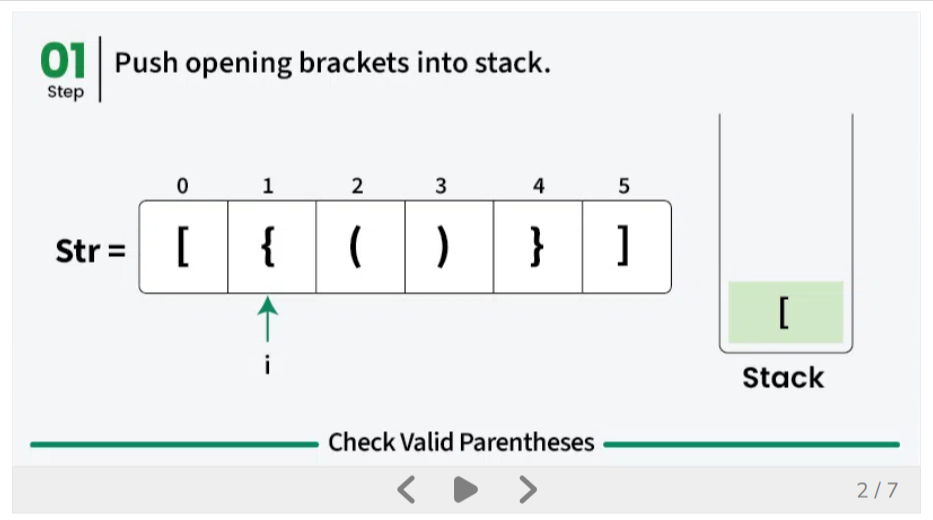 01
Step
Push opening brackets into stack.
0 1 2 3 4 5
Str = [ { ( ) } ]
i
[
Stack
Check Valid Parentheses
2 / 7